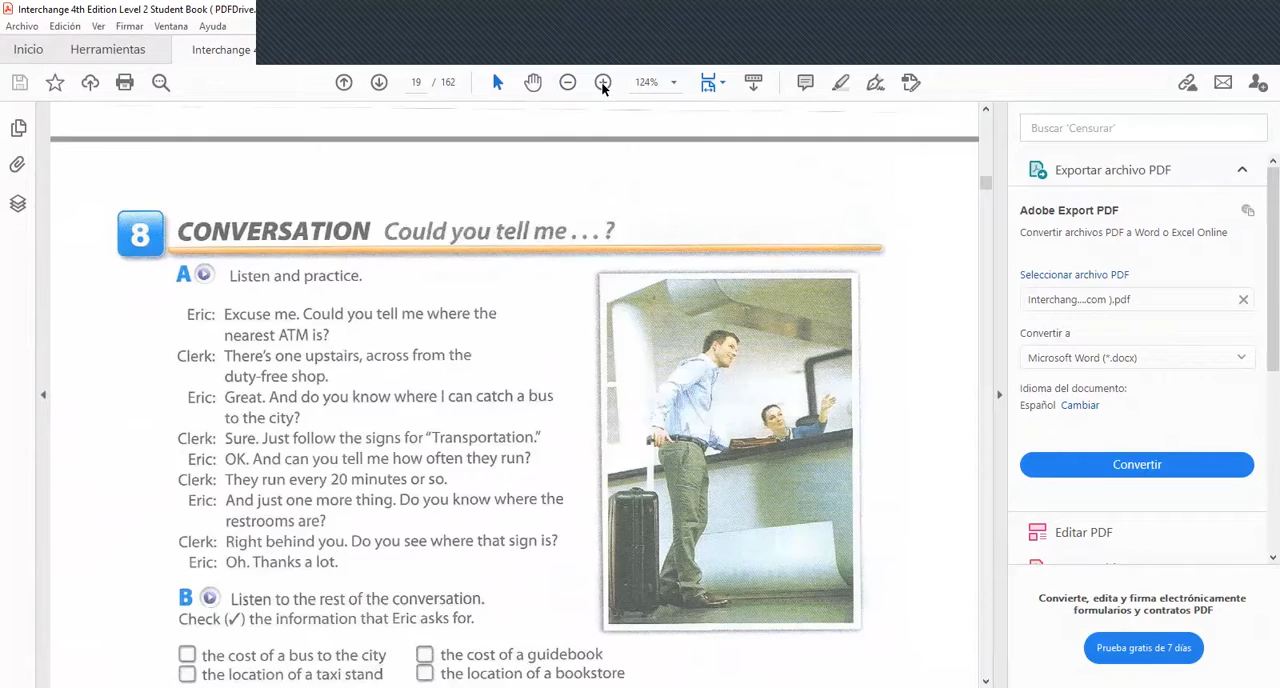 Interchange 4th Edition Level 2 Student Book ( PDFDrive.
Archivo Edición Ver Firmar Ventana Ayuda
Inicio Herramientas Interchange 4
19 / 162 124%
Buscar 'Censurar'
Exportar archivo PDF
Adobe Export PDF
Convertir archivos PDF a Word o Excel Online
Seleccionar archivo PDF
Interchang....com ).pdf
Convertir a
Microsoft Word (*.docx)
Idioma del documento:
Español Cambiar
Convertir
Editar PDF
Convierte, edita y firma electrónicamente
formularios y contratos PDF
Prueba gratis de 7 días
8 CONVERSATION Could you tell me . . . ?
A Listen and practice.
Eric: Excuse me. Could you tell me where the
nearest ATM is?
Clerk: There's one upstairs, across from the
duty-free shop.
Eric: Great. And do you know where I can catch a bus
to the city?
Clerk: Sure. Just follow the signs for "Transportation."
Eric: OK. And can you tell me how often they run?
Clerk: They run every 20 minutes or so.
Eric: And just one more thing. Do you know where the
restrooms are?
Clerk: Right behind you. Do you see where that sign is?
Eric: Oh. Thanks a lot.
B Listen to the rest of the conversation.
Check (✓) the information that Eric asks for.
the cost of a bus to the city the cost of a guidebook
the location of a taxi stand the location of a bookstore